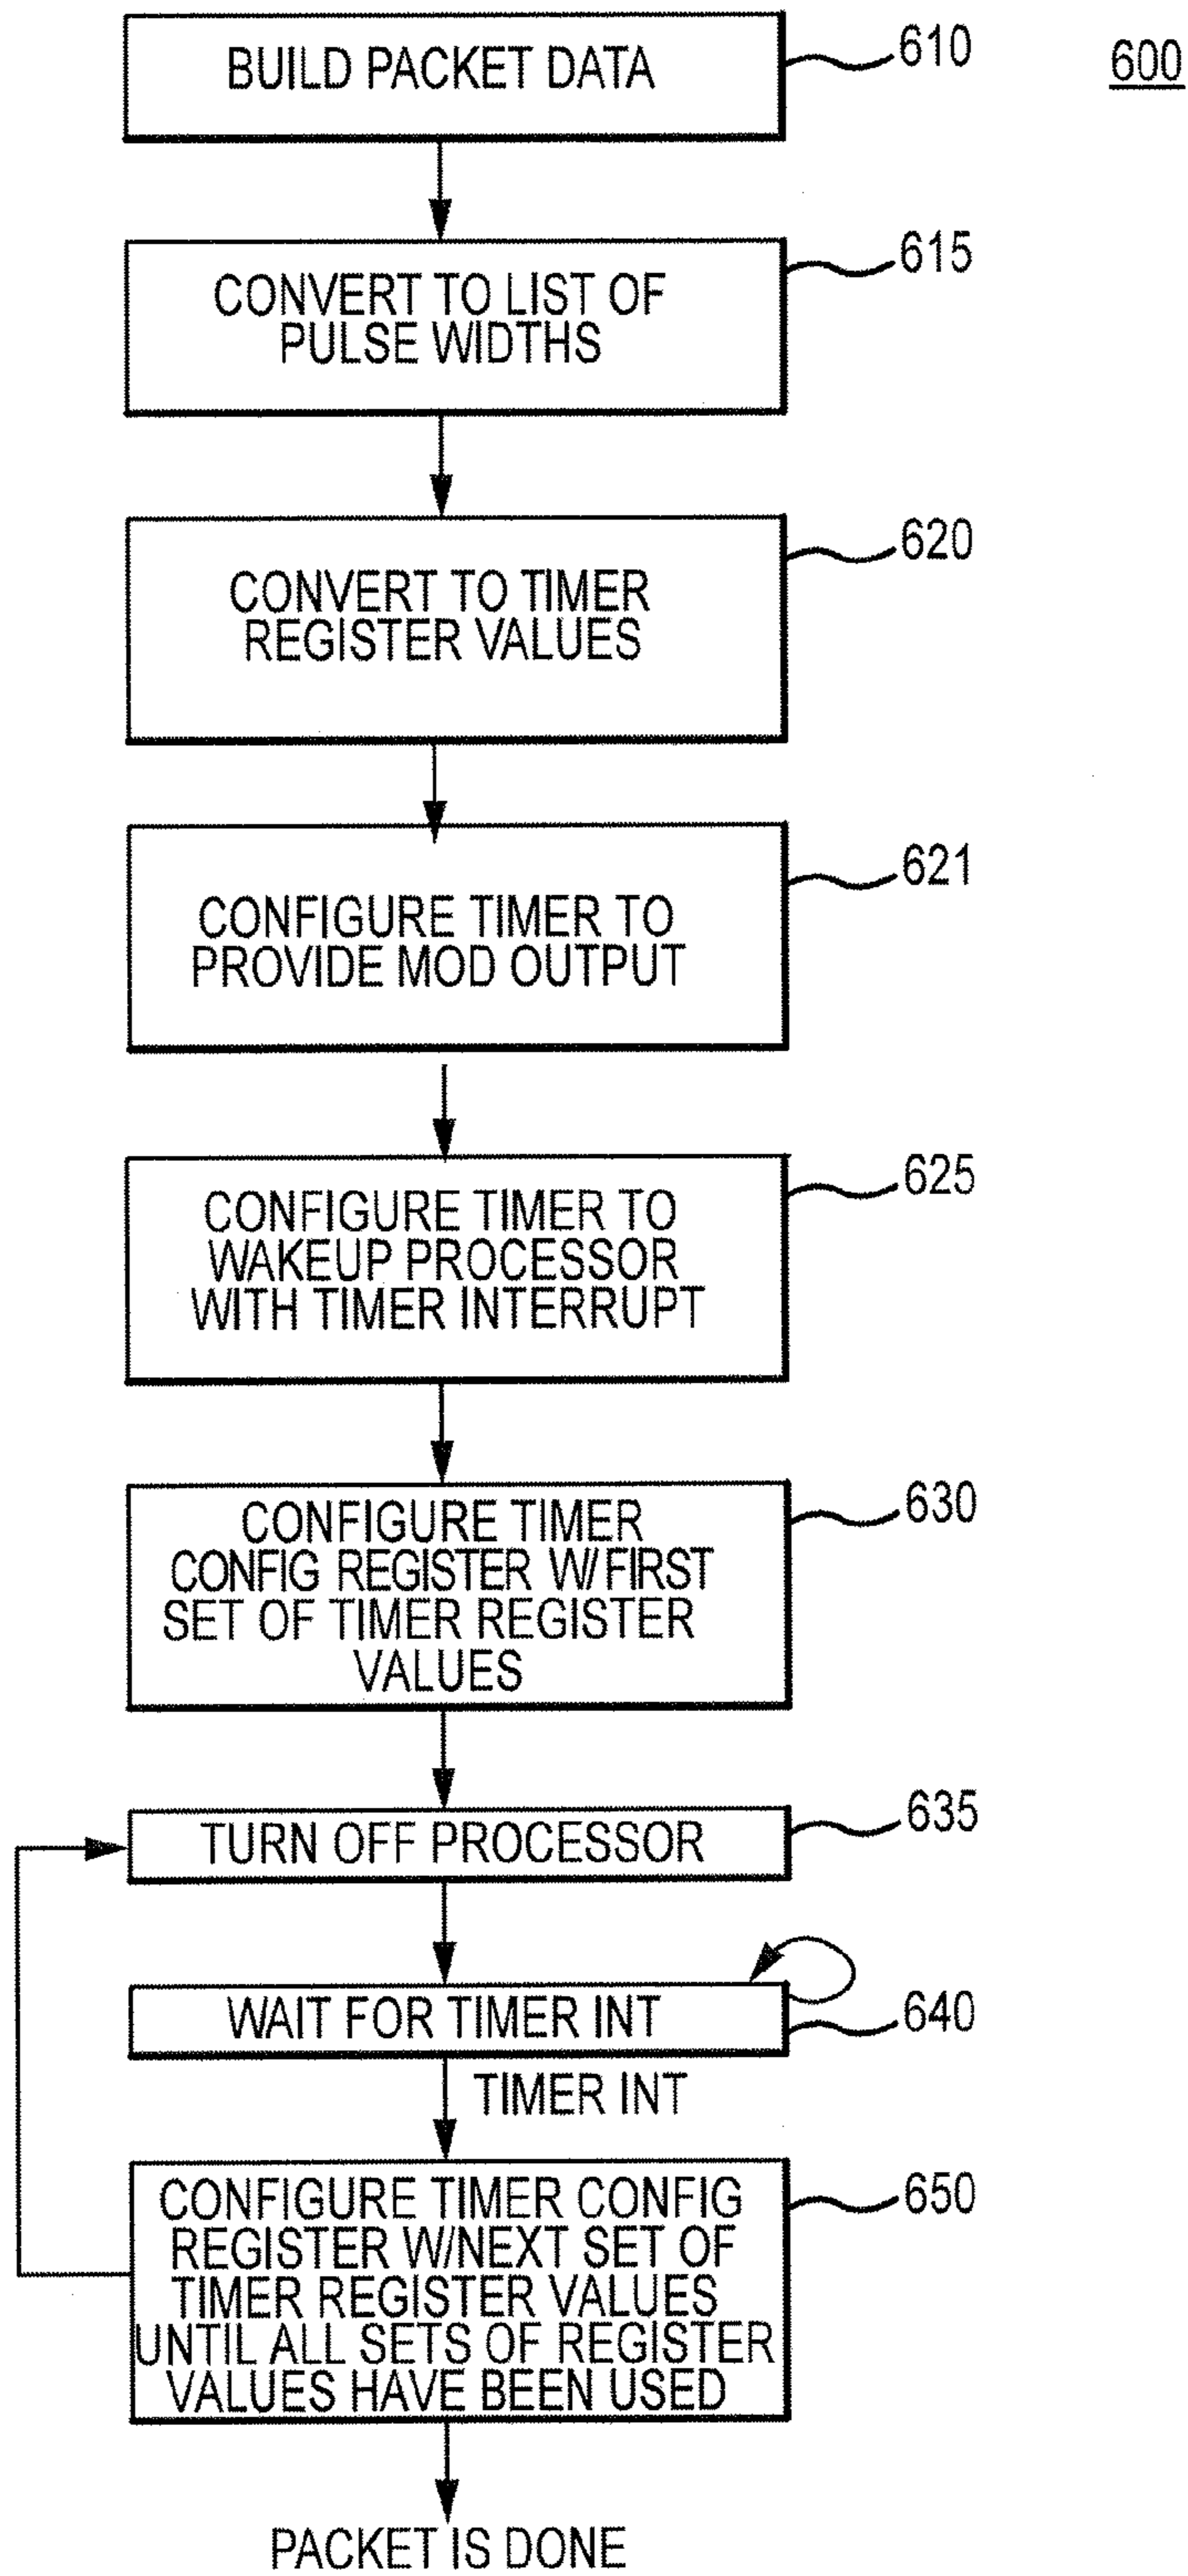 BUILD PACKET DATA
610
600
615
CONVERT TO LIST OF
PULSE WIDTHS
620
CONVERT TO TIMER
REGISTER VALUES
621
CONFIGURE TIMER TO
PROVIDE MOD OUTPUT
625
CONFIGURE TIMER TO
WAKEUP PROCESSOR
WITH TIMER INTERRUPT
630
CONFIGURE TIMER
CONFIG REGISTER W/FIRST
SET OF TIMER REGISTER
VALUES
635
TURN OFF PROCESSOR
WAIT FOR TIMER INT
640
TIMER INT
650
CONFIGURE TIMER CONFIG
REGISTER W/NEXT SET OF
TIMER REGISTER VALUES
UNTIL ALL SETS OF REGISTER
VALUES HAVE BEEN USED
PACKET IS DONE